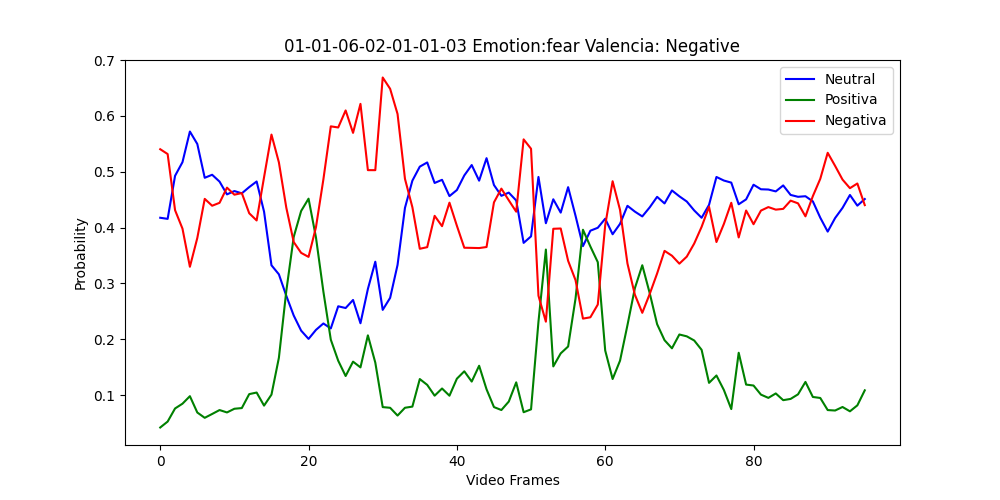 01-01-06-02-01-01-03 Emotion:fear Valencia: Negative
Neutral
Positiva
Negativa
Probability
0.7
0.6
0.5
0.4
0.3
0.2
0.1
0 20 40 60 80
Video Frames